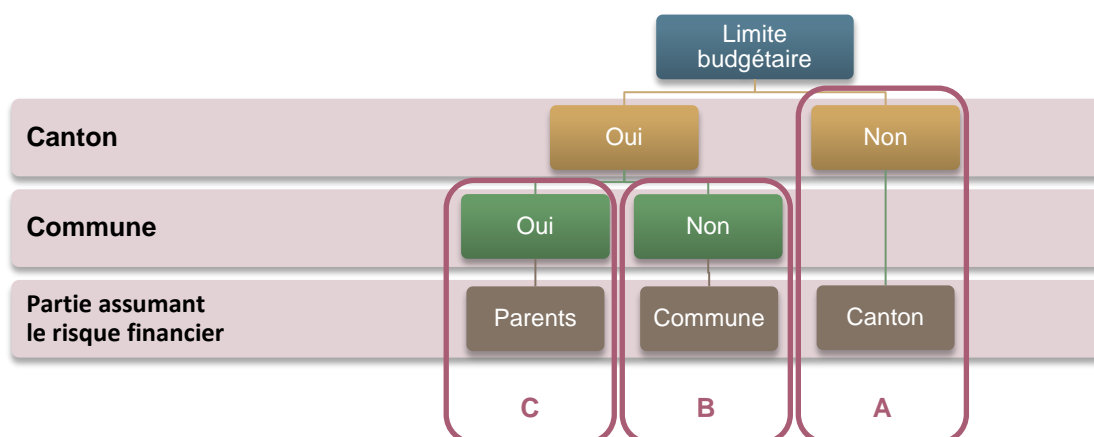 Limite
budgétaire
Canton
Oui
Non
Commune
Oui
Non
Partie assumant
le risque financier
Parents
Commune
Canton
C
B
A